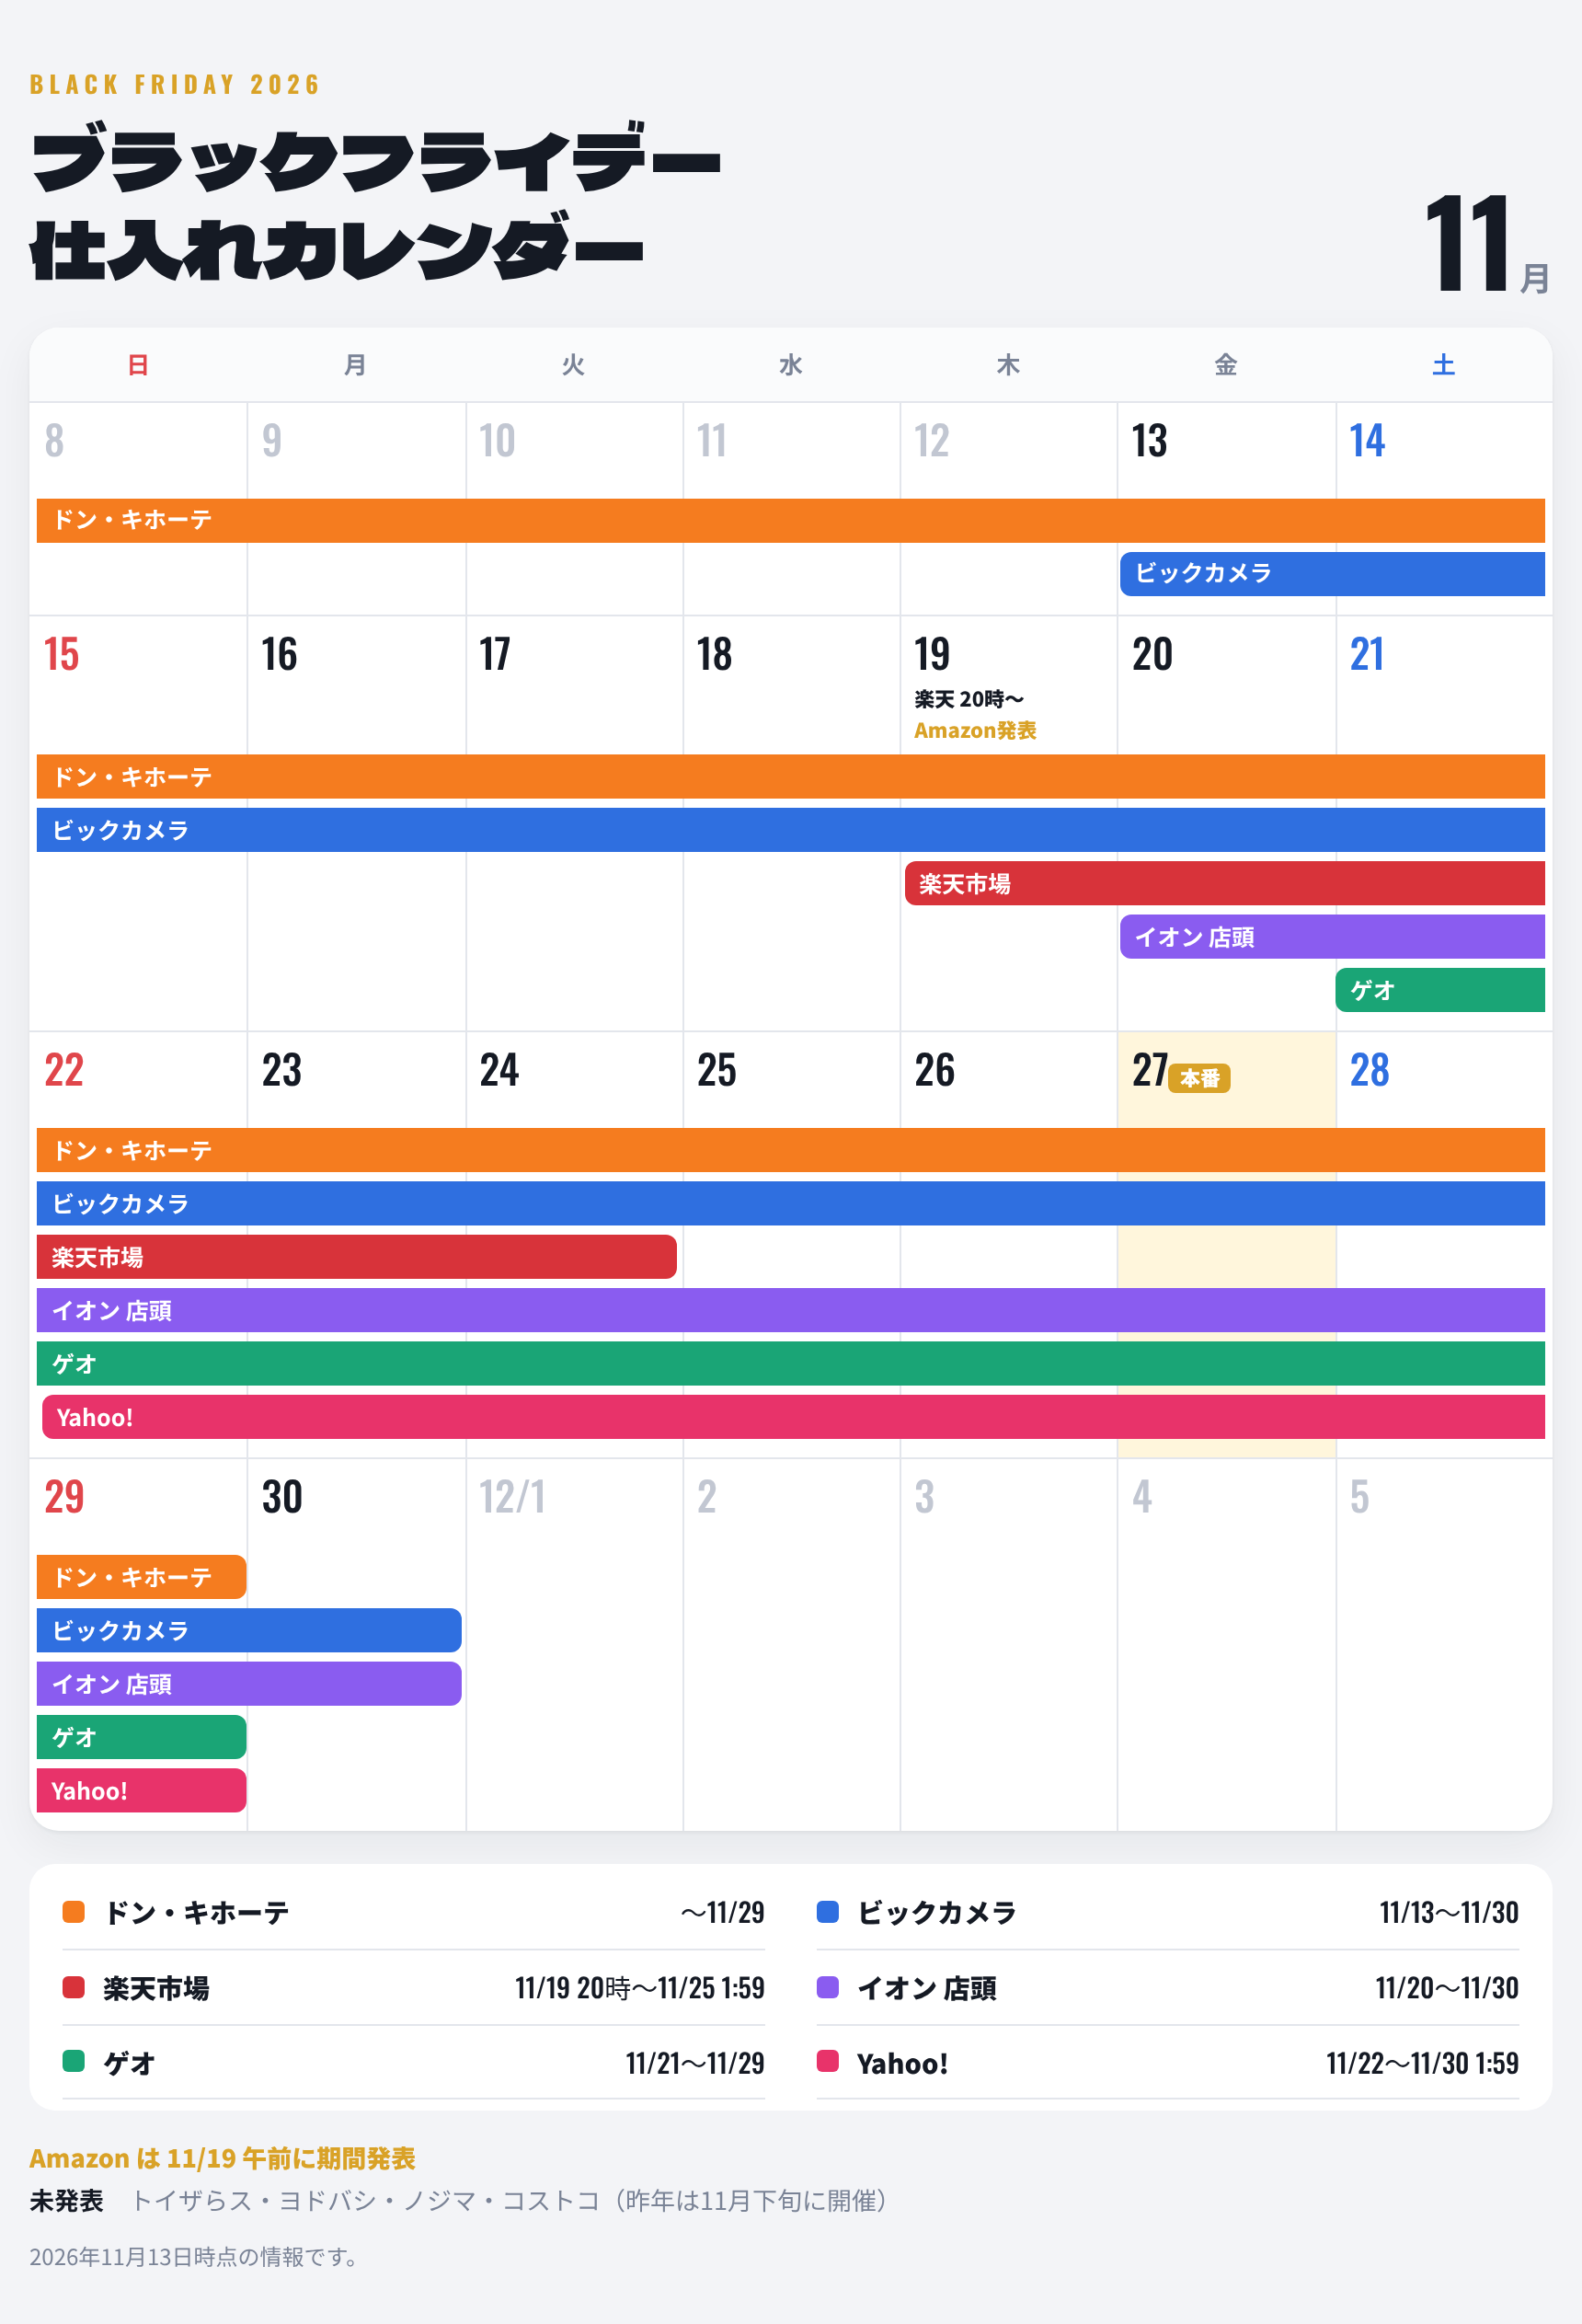 BLACK FRIDAY 2026
ブラックフライデー
仕入れカレンダー
11月
日 月 火 水 木 金 土
8 9 10 11 12 13 14
ドン・キホーテ
ビックカメラ
15 16 17 18 19 20 21
楽天 20時〜
Amazon発表
ドン・キホーテ
ビックカメラ
楽天市場
イオン 店頭
ゲオ
22 23 24 25 26 27 本番 28
ドン・キホーテ
ビックカメラ
楽天市場
イオン 店頭
ゲオ
Yahoo!
29 30 12/1 2 3 4 5
ドン・キホーテ
ビックカメラ
イオン 店頭
ゲオ
Yahoo!
ドン・キホーテ 〜11/29
ビックカメラ 11/13〜11/30
楽天市場 11/19 20時〜11/25 1:59
イオン 店頭 11/20〜11/30
ゲオ 11/21〜11/29
Yahoo! 11/22〜11/30 1:59
Amazon は 11/19 午前に期間発表
未発表 トイザらス・ヨドバシ・ノジマ・コストコ（昨年は11月下旬に開催）
2026年11月13日時点の情報です。